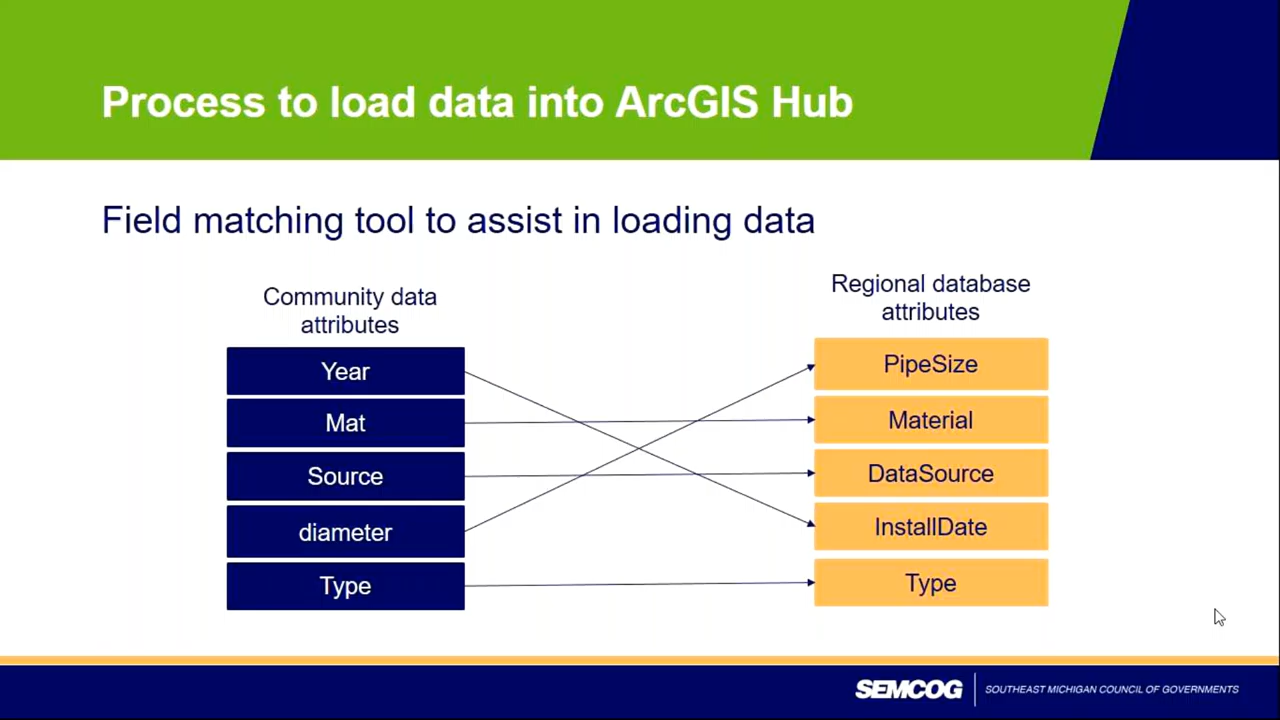 Process to load data into ArcGIS Hub
Field matching tool to assist in loading data
Community data
attributes
Year
Mat
Source
diameter
Type
Regional database
attributes
PipeSize
Material
DataSource
InstallDate
Type
SEMCOG
SOUTHEAST MICHIGAN COUNCIL OF GOVERNMENTS